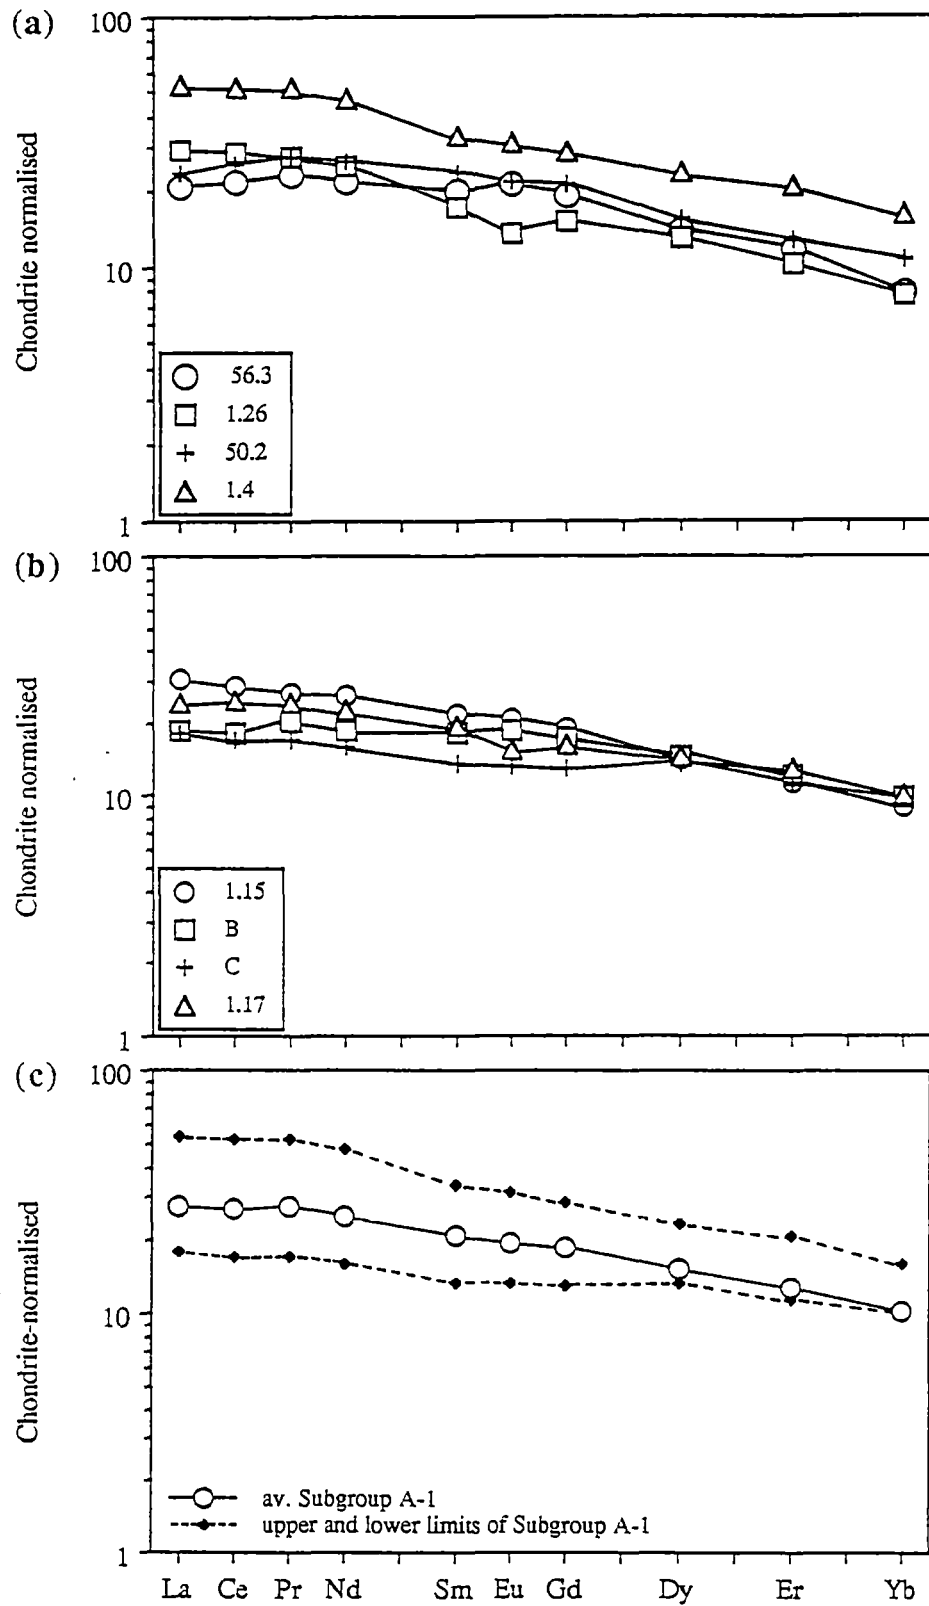 (a)
100
10
1
Chondrite normalised
56.3
1.26
50.2
1.4
(b)
100
10
1
Chondrite normalised
1.15
B
C
1.17
(c)
100
10
1
Chondrite-normalised
av. Subgroup A-1
upper and lower limits of Subgroup A-1
La Ce Pr Nd Sm Eu Gd Dy Er Yb